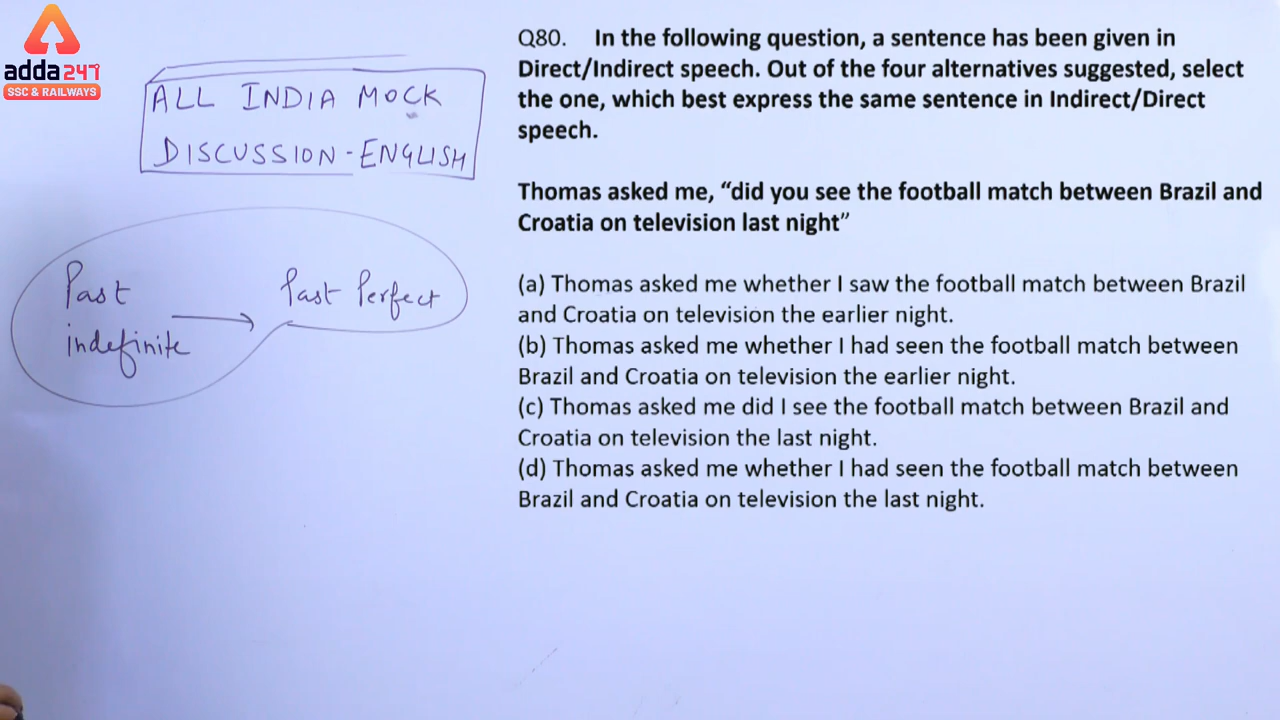 adda247
SSC & RAILWAYS
ALL INDIA MOCK
DISCUSSION-ENGLISH
Past
indefinite
Past Perfect
Q80. In the following question, a sentence has been given in
Direct/Indirect speech. Out of the four alternatives suggested, select
the one, which best express the same sentence in Indirect/Direct
speech.
Thomas asked me, “did you see the football match between Brazil and
Croatia on television last night”
(a) Thomas asked me whether I saw the football match between Brazil
and Croatia on television the earlier night.
(b) Thomas asked me whether I had seen the football match between
Brazil and Croatia on television the earlier night.
(c) Thomas asked me did I see the football match between Brazil and
Croatia on television the last night.
(d) Thomas asked me whether I had seen the football match between
Brazil and Croatia on television the last night.